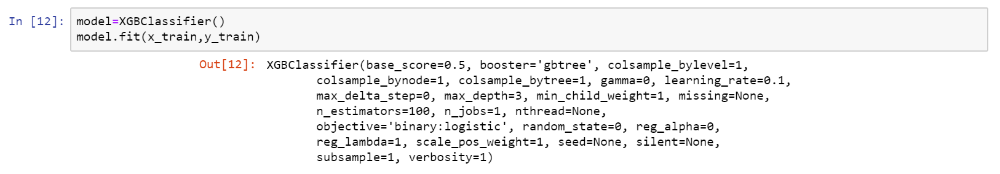 In [12]: model=XGBClassifier()
model.fit(x_train,y_train)
Out[12]: XGBClassifier(base_score=0.5, booster='gbtree', colsample_bylevel=1,
colsample_bynode=1, colsample_bytree=1, gamma=0, learning_rate=0.1,
max_delta_step=0, max_depth=3, min_child_weight=1, missing=None,
n_estimators=100, n_jobs=1, nthread=None,
objective='binary:logistic', random_state=0, reg_alpha=0,
reg_lambda=1, scale_pos_weight=1, seed=None, silent=None,
subsample=1, verbosity=1)